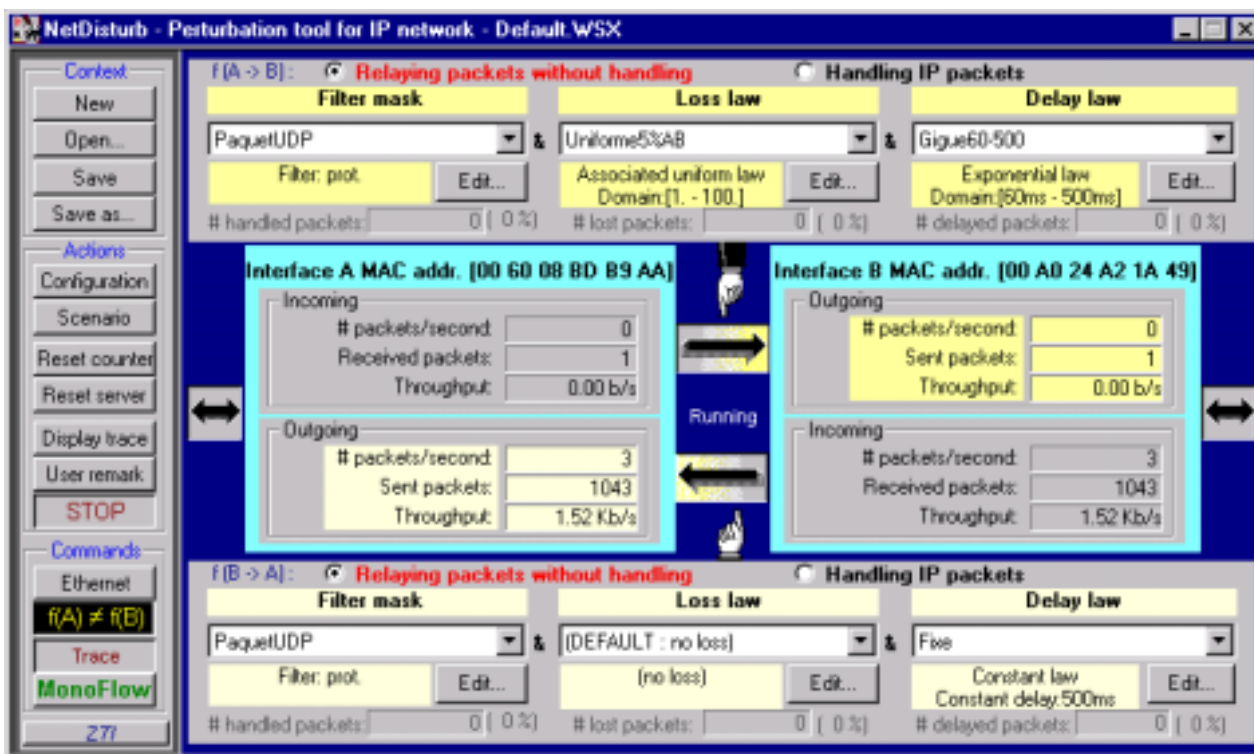 NetDisturb - Perturbation tool for IP network - Default.WSX
Context
New
Open...
Save
Save as...
Actions
Configuration
Scenario
Reset counter
Reset server
Display trace
User remark
STOP
Commands
Ethernet
f(A) ≠ f(B)
Trace
MonoFlow
ZTI
f (A -> B) : Relaying packets without handling Handling IP packets
Filter mask Loss law Delay law
PaquetUDP & Uniforme5%AB & Gigue60-500
Filter: prot. Edit... Associated uniform law Edit... Exponential law Edit...
Domain:[1. - 100.] Domain:[60ms - 500ms]
# handled packets: 0 ( 0 %) # lost packets: 0 ( 0 %) # delayed packets: 0 ( 0 %)
Interface A MAC addr. [00 60 08 BD B9 AA] Interface B MAC addr. [00 A0 24 A2 1A 49]
Incoming Outgoing
# packets/second: 0 # packets/second: 0
Received packets: 1 Sent packets: 1
Throughput: 0.00 b/s Throughput: 0.00 b/s
Running
Outgoing Incoming
# packets/second: 3 # packets/second: 3
Sent packets: 1043 Received packets: 1043
Throughput: 1.52 Kb/s Throughput: 1.52 Kb/s
f (B -> A) : Relaying packets without handling Handling IP packets
Filter mask Loss law Delay law
PaquetUDP & (DEFAULT : no loss) & Fixe
Filter: prot. Edit... (no loss) Edit... Constant law Edit...
Constant delay:500ms
# handled packets: 0 ( 0 %) # lost packets: 0 ( 0 %) # delayed packets: 0 ( 0 %)